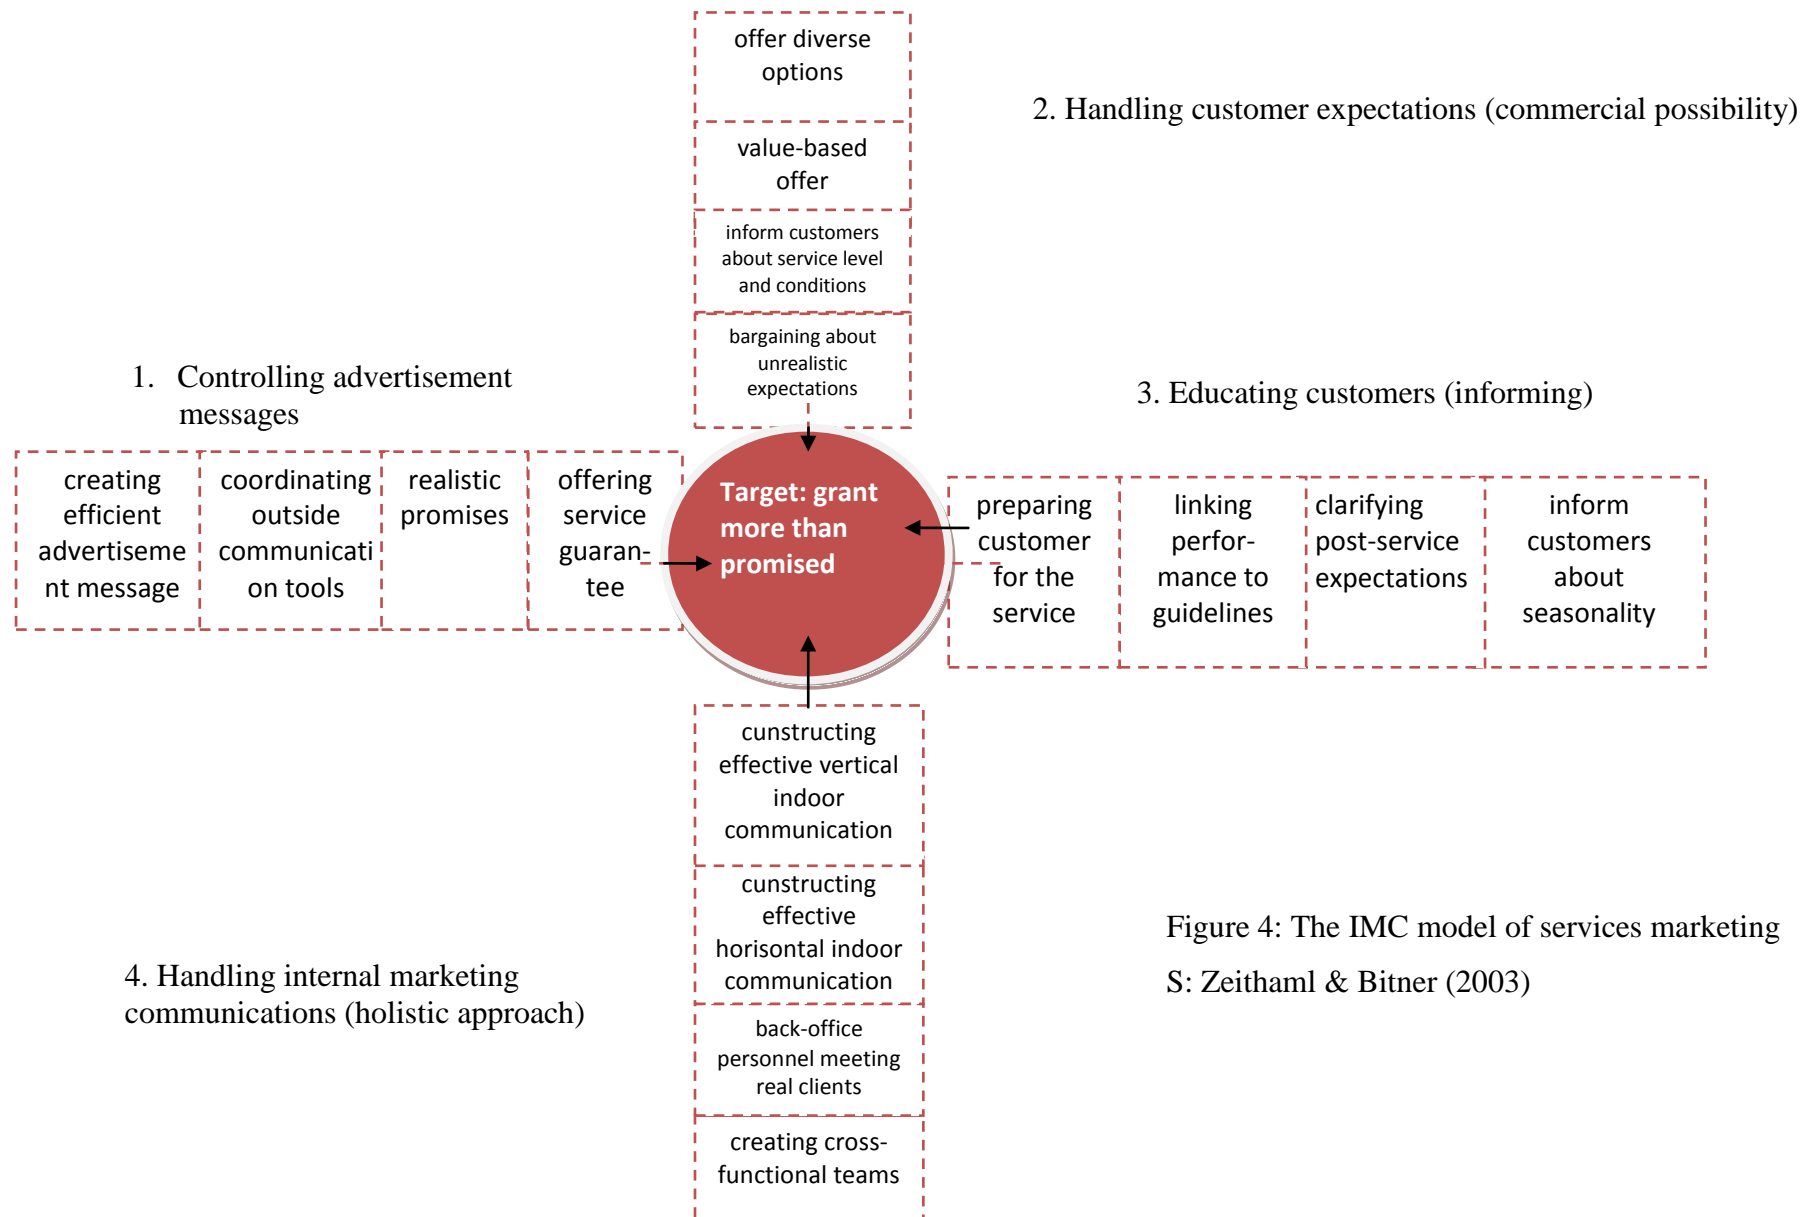 offer diverse
options
2. Handling customer expectations (commercial possibility)
value-based
offer
inform customers
about service level
and conditions
bargaining about
unrealistic
expectations
1. Controlling advertisement
messages
3. Educating customers (informing)
creating
efficient
advertiseme
nt message
coordinating
outside
communicati
on tools
realistic
promises
offering
service
guaran-
tee
Target: grant
more than
promised
preparing
customer
for the
service
linking
perfor-
mance to
guidelines
clarifying
post-service
expectations
inform
customers
about
seasonality
cunstructing
effective vertical
indoor
communication
cunstructing
effective
horisontal indoor
communication
4. Handling internal marketing
communications (holistic approach)
back-office
personnel meeting
real clients
creating cross-
functional teams
Figure 4: The IMC model of services marketing
S: Zeithaml & Bitner (2003)